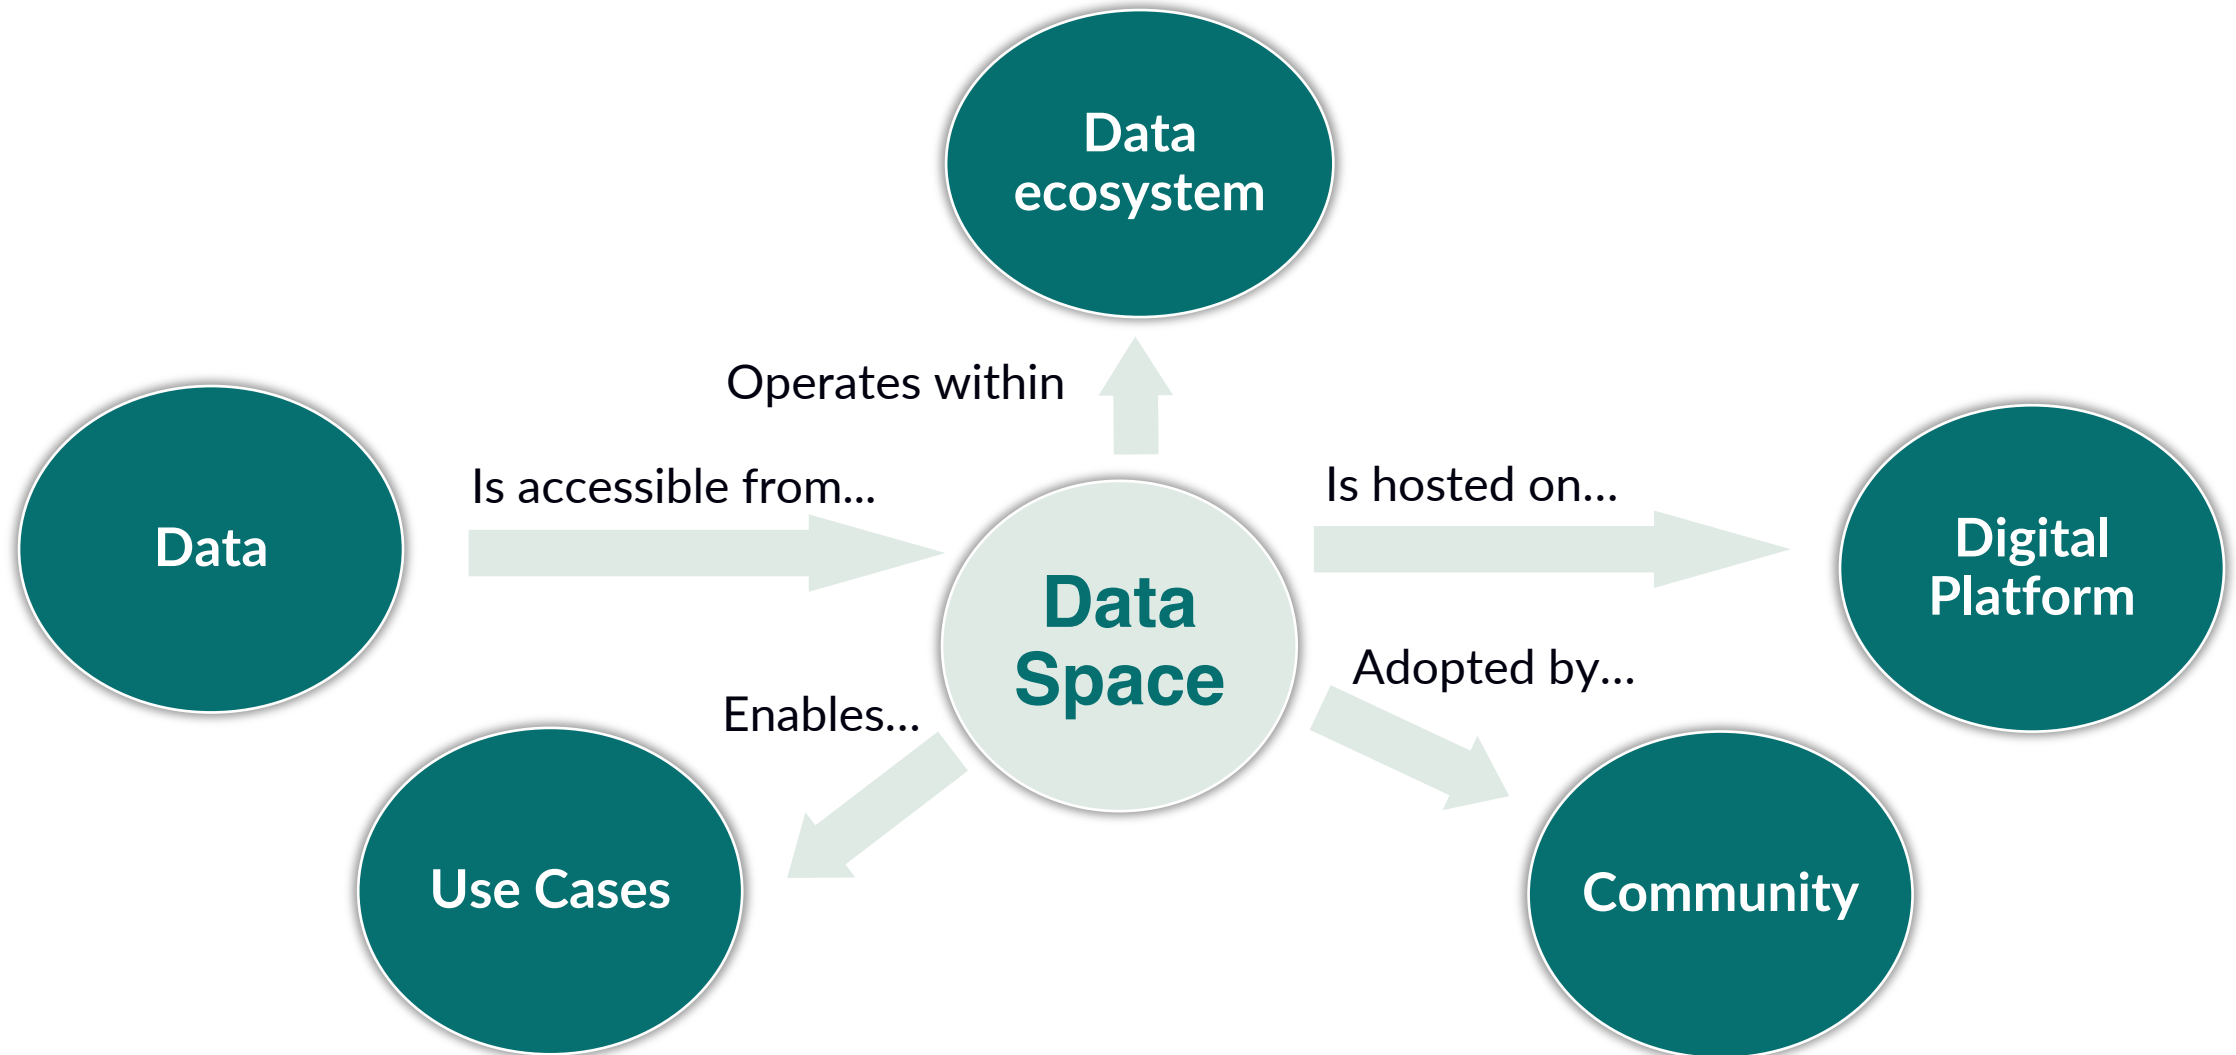 Data
ecosystem
Operates within
Is accessible from...
Is hosted on...
Data
Digital
Platform
Data
Space
Adopted by...
Enables...
Use Cases
Community